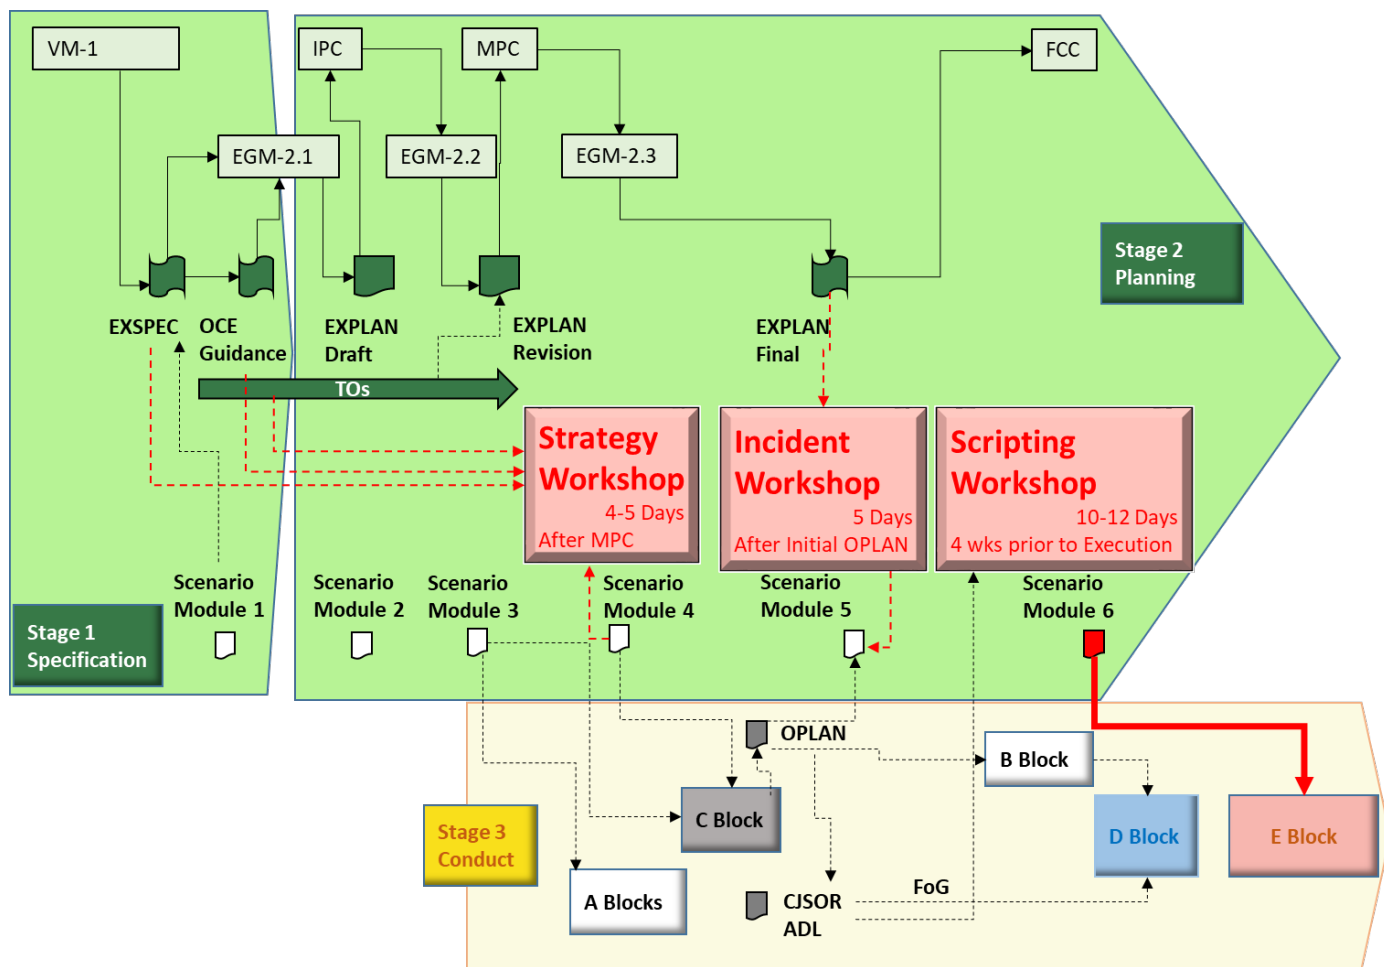 VM-1
IPC
MPC
FCC
EGM-2.1
EGM-2.2
EGM-2.3
Stage 2
Planning
EXSPEC
OCE
Guidance
EXPLAN
Draft
EXPLAN
Revision
EXPLAN
Final
TOs
Strategy
Workshop
4-5 Days
After MPC
Incident
Workshop
5 Days
After Initial OPLAN
Scripting
Workshop
10-12 Days
4 wks prior to Execution
Scenario
Module 1
Scenario
Module 2
Scenario
Module 3
Scenario
Module 4
Scenario
Module 5
Scenario
Module 6
Stage 1
Specification
OPLAN
B Block
C Block
D Block
E Block
Stage 3
Conduct
A Blocks
CJSOR
ADL
FoG